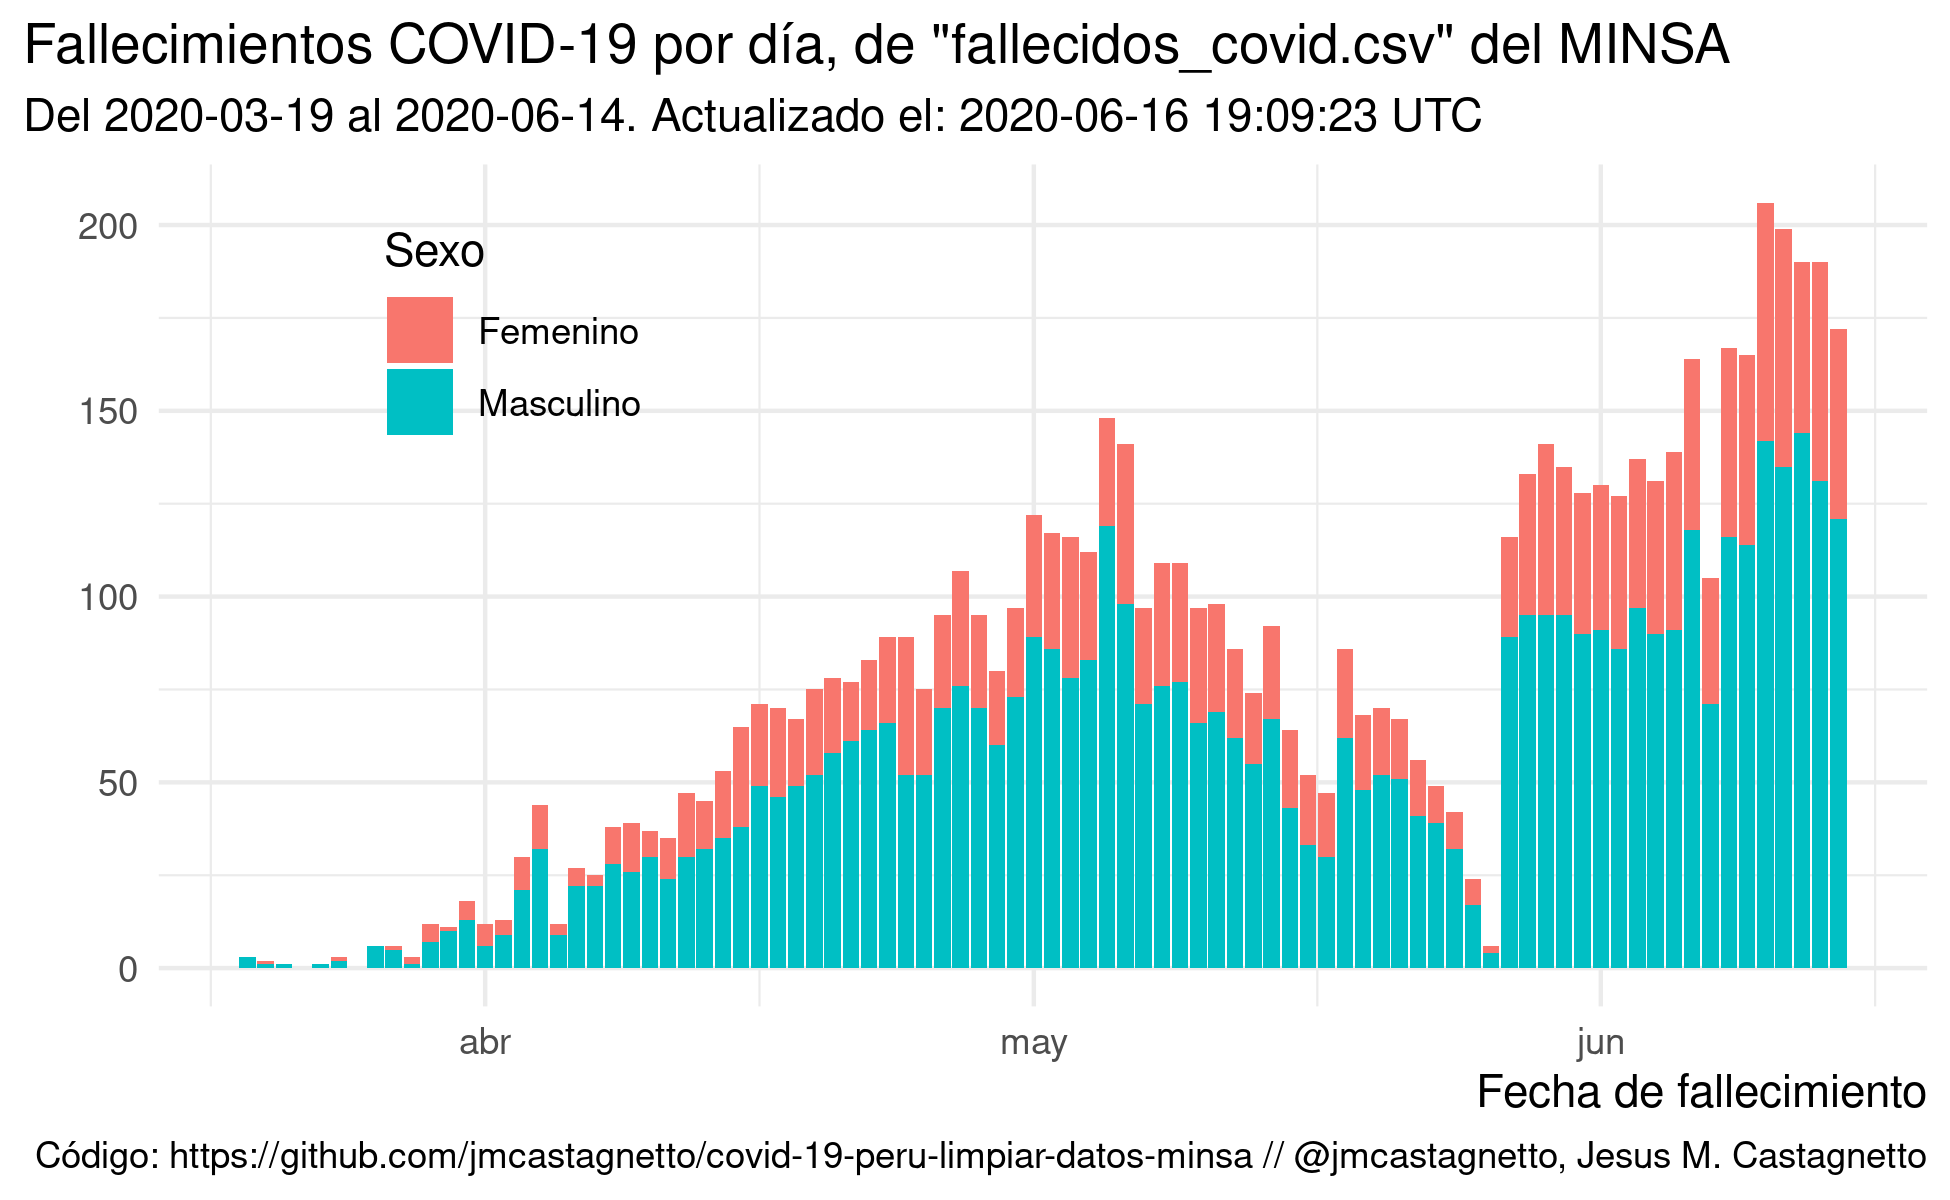 Fallecimientos COVID-19 por día, de "fallecidos_covid.csv" del MINSA
Del 2020-03-19 al 2020-06-14. Actualizado el: 2020-06-16 19:09:23 UTC
200
150
100
50
0
Sexo
Femenino
Masculino
abr
may
jun
Fecha de fallecimiento
Código: https://github.com/jmcastagnetto/covid-19-peru-limpiar-datos-minsa // @jmcastagnetto, Jesus M. Castagnetto